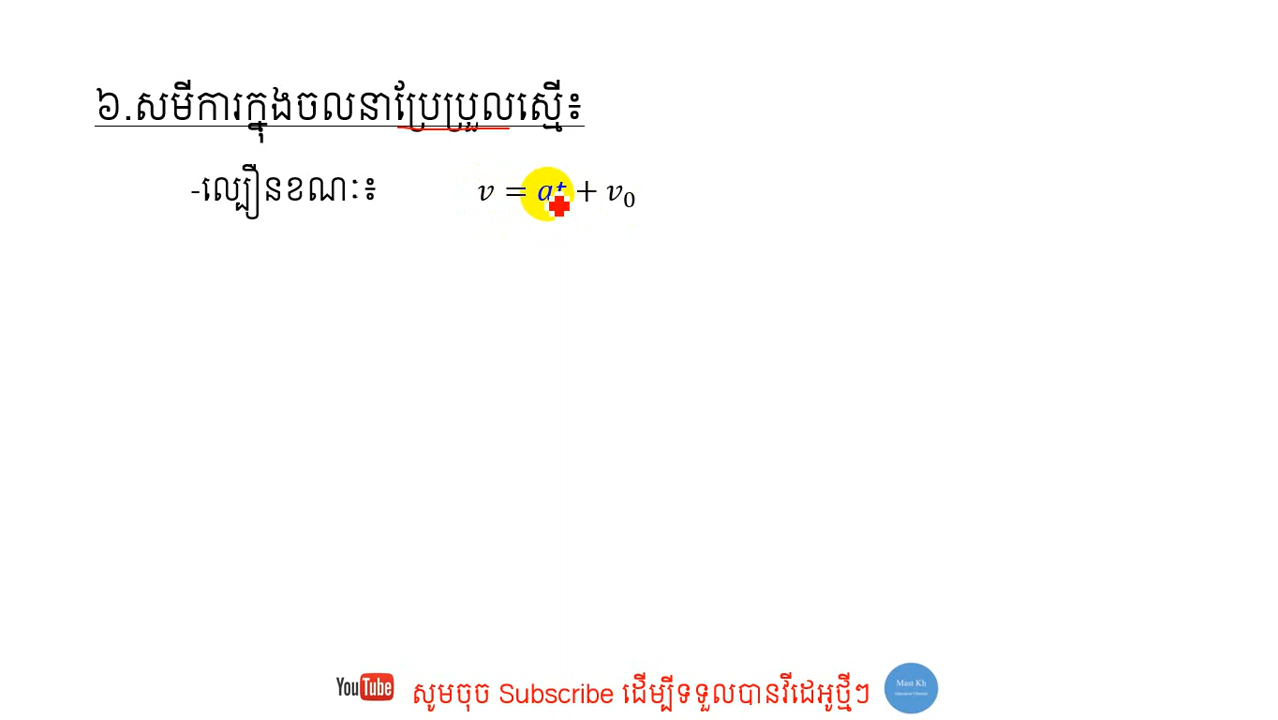 ៦.សមីការក្នុងចលនាប្រែប្រួលស្មើ៖
-ល្បឿនខណៈ៖ v = at + v₀
YouTube សូមចុច Subscribe ដើម្បីទទួលបានវីដេអូថ្មីៗ